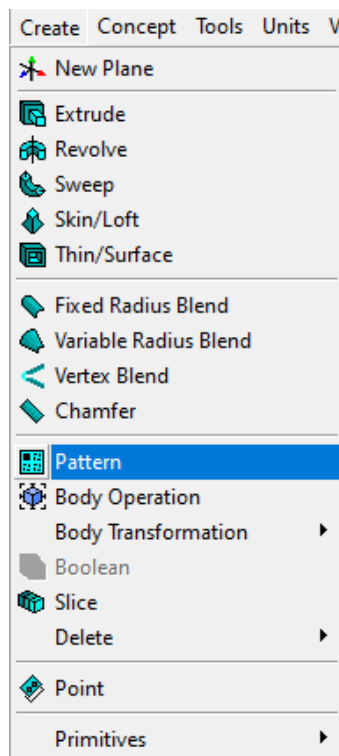 Create Concept Tools Units V
New Plane
Extrude
Revolve
Sweep
Skin/Loft
Thin/Surface
Fixed Radius Blend
Variable Radius Blend
Vertex Blend
Chamfer
Pattern
Body Operation
Body Transformation
Boolean
Slice
Delete
Point
Primitives